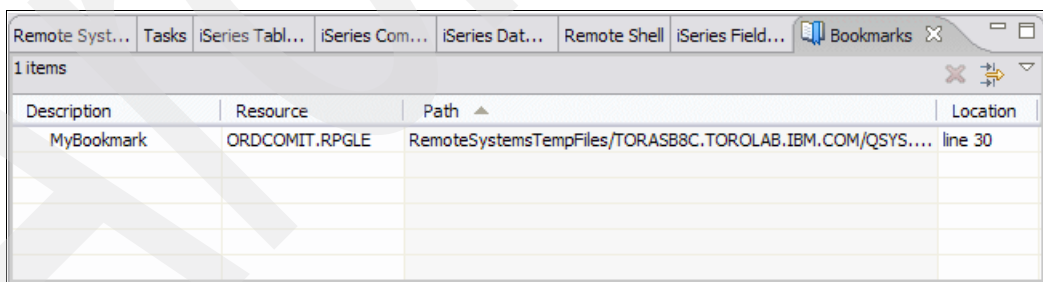 Remote Syst... Tasks iSeries Tabl... iSeries Com... iSeries Dat... Remote Shell iSeries Field... Bookmarks
1 items
Description Resource Path Location
MyBookmark ORDCOMIT.RPGLE RemoteSystemsTempFiles/TORASB8C.TOROLAB.IBM.COM/QSYS.... line 30